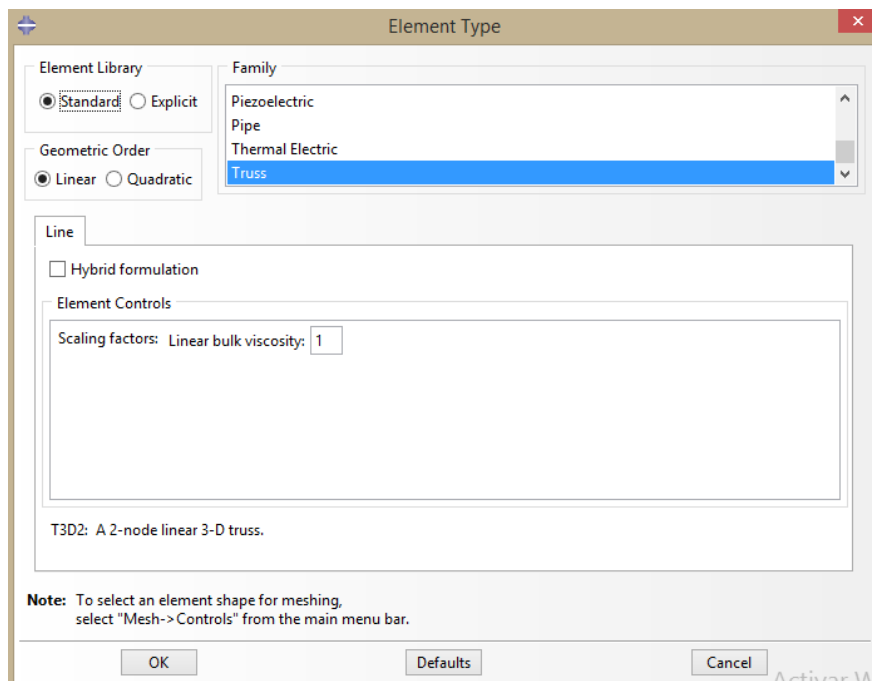 Element Type
Element Library
Standard Explicit
Geometric Order
Linear Quadratic
Family
Piezoelectric
Pipe
Thermal Electric
Truss
Line
Hybrid formulation
Element Controls
Scaling factors: Linear bulk viscosity: 1
T3D2: A 2-node linear 3-D truss.
Note: To select an element shape for meshing,
select "Mesh->Controls" from the main menu bar.
OK Defaults Cancel
Activar W